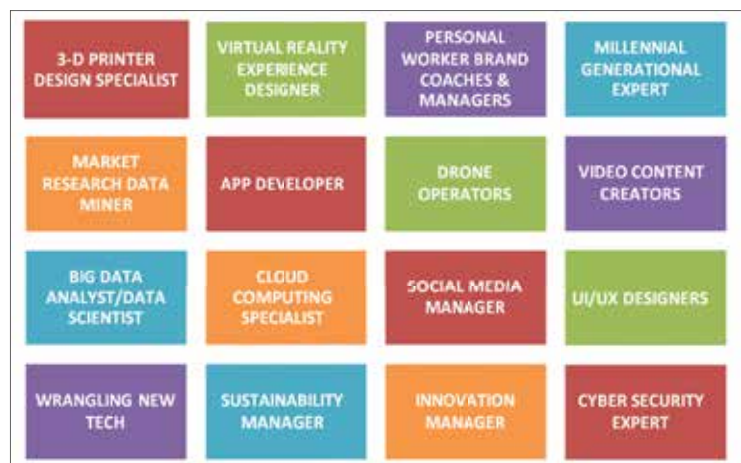 3-D PRINTER
DESIGN SPECIALIST
VIRTUAL REALITY
EXPERIENCE
DESIGNER
PERSONAL
WORKER BRAND
COACHES &
MANAGERS
MILLENNIAL
GENERATIONAL
EXPERT
MARKET
RESEARCH DATA
MINER
APP DEVELOPER
DRONE
OPERATORS
VIDEO CONTENT
CREATORS
BIG DATA
ANALYST/DATA
SCIENTIST
CLOUD
COMPUTING
SPECIALIST
SOCIAL MEDIA
MANAGER
UI/UX DESIGNERS
WRANGLING NEW
TECH
SUSTAINABILITY
MANAGER
INNOVATION
MANAGER
CYBER SECURITY
EXPERT